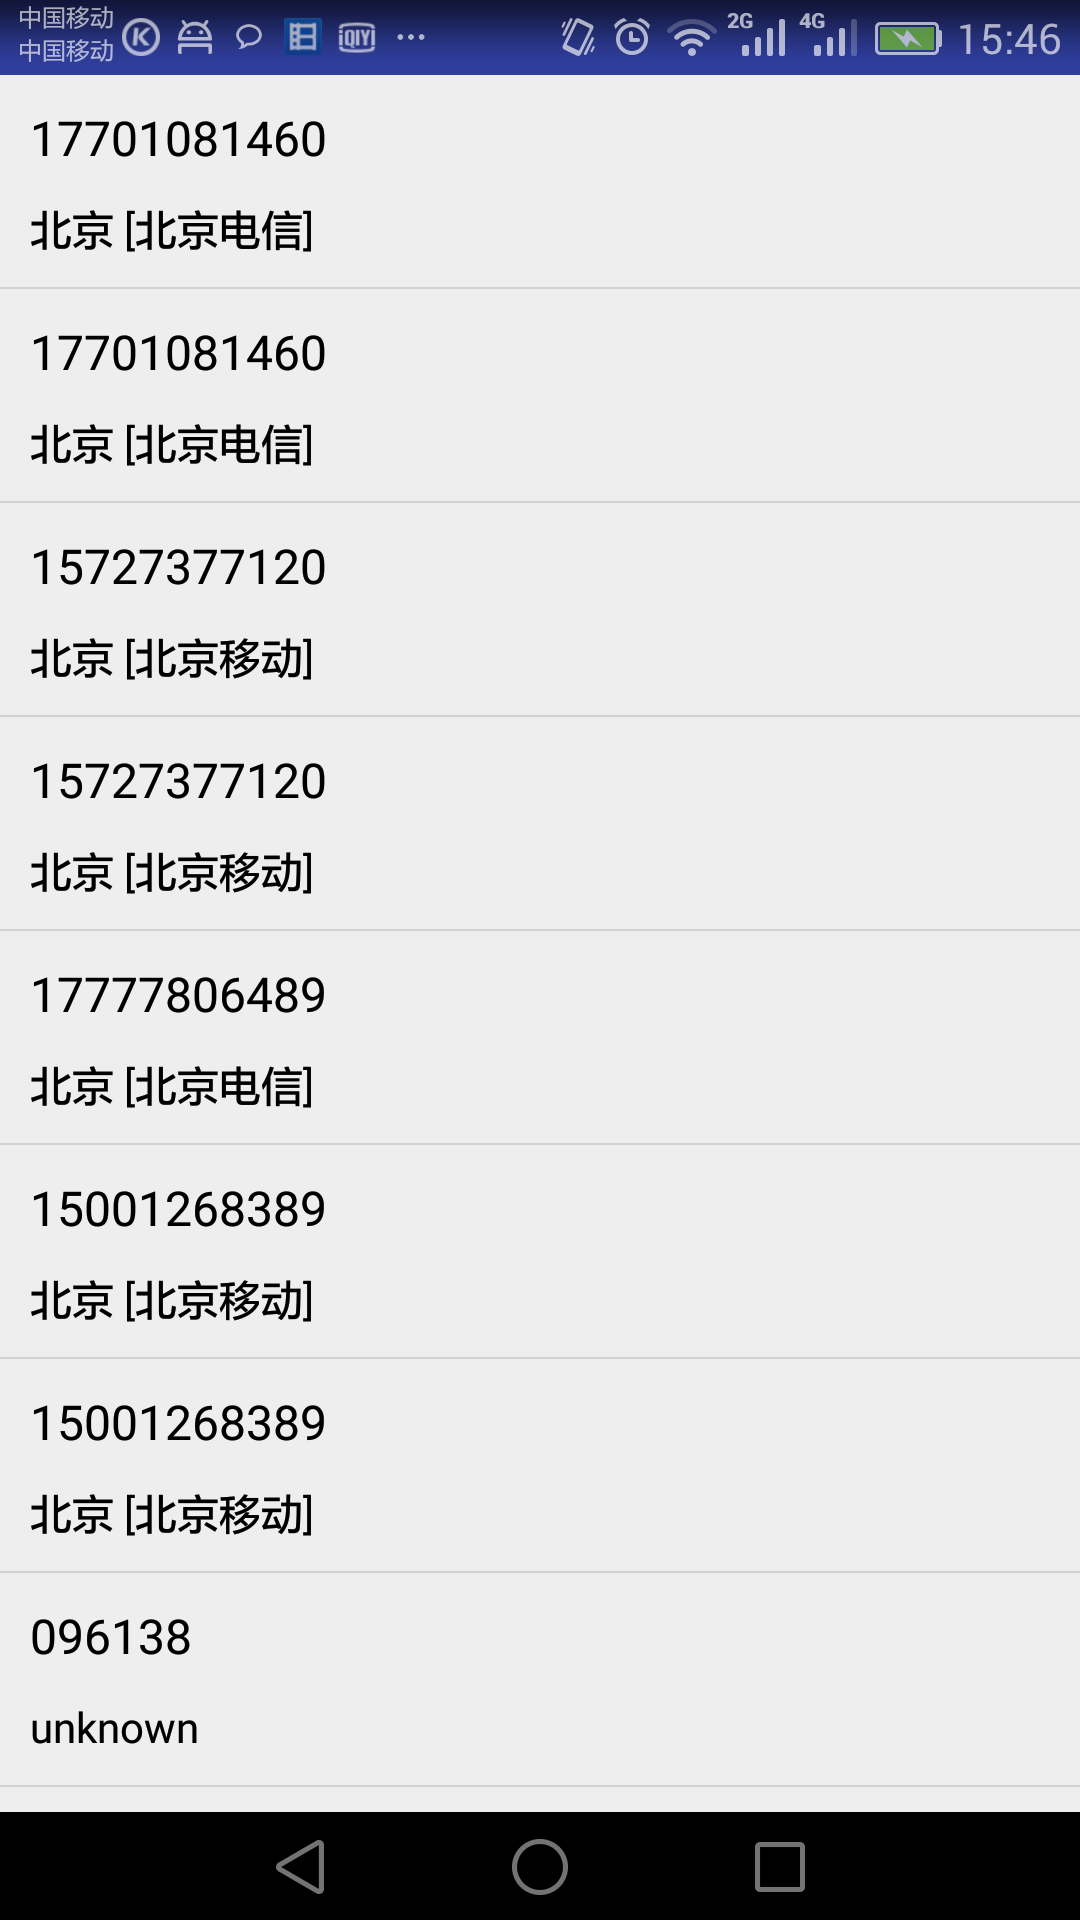 中国移动
中国移动
2G 4G 15:46
17701081460
北京 [北京电信]
17701081460
北京 [北京电信]
15727377120
北京 [北京移动]
15727377120
北京 [北京移动]
17777806489
北京 [北京电信]
15001268389
北京 [北京移动]
15001268389
北京 [北京移动]
096138
unknown